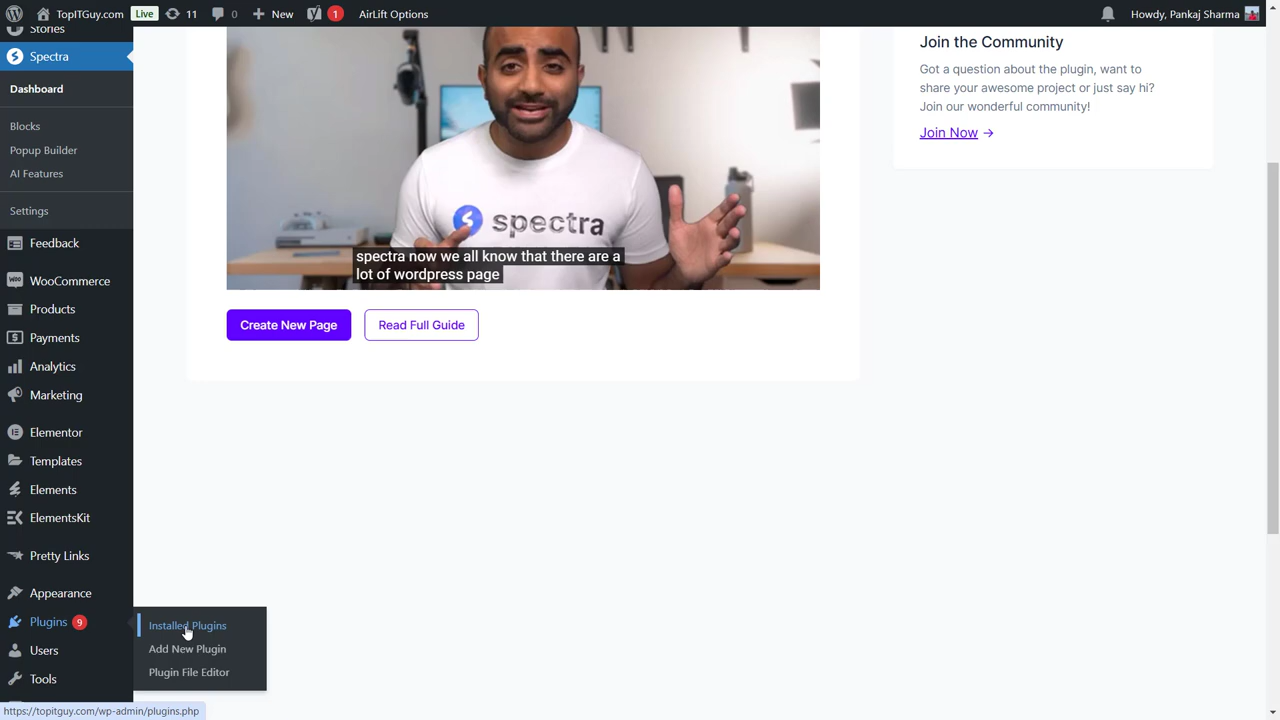 TopITGuy.com
Live
11
0
New
1
AirLift Options
Howdy, Pankaj Sharma
Stories
Spectra
Dashboard
Blocks
Popup Builder
AI Features
Settings
Feedback
WooCommerce
Products
Payments
Analytics
Marketing
Elementor
Templates
Elements
ElementsKit
Pretty Links
Appearance
Plugins 9
Users
Tools
Installed Plugins
Add New Plugin
Plugin File Editor
https://topitguy.com/wp-admin/plugins.php
spectra
spectra now we all know that there are a
lot of wordpress page
Create New Page
Read Full Guide
Join the Community
Got a question about the plugin, want to
share your awesome project or just say hi?
Join our wonderful community!
Join Now →